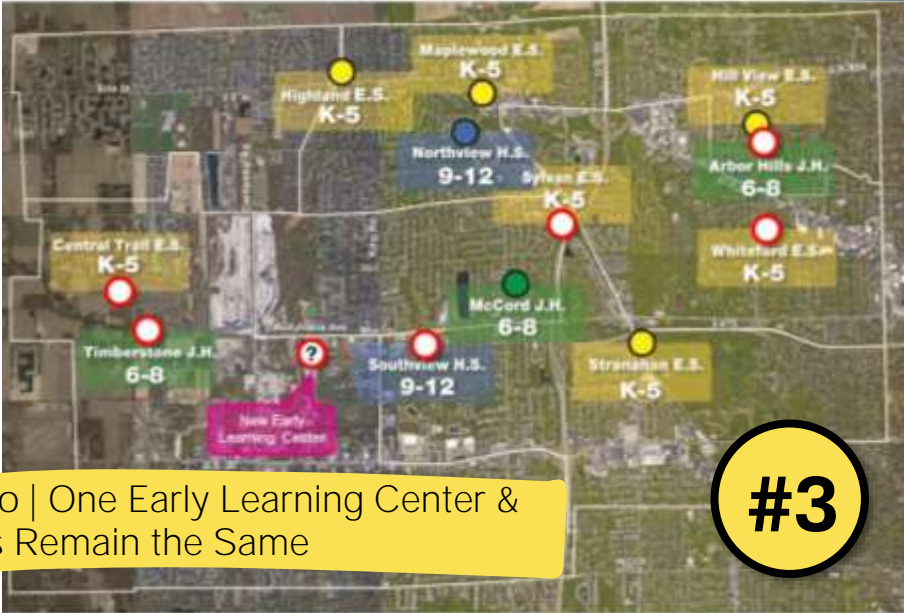 Maplewood E.S.
K-5
Highland E.S.
K-5
Hill View E.S.
K-5
Northview H.S.
9-12
Arbor Hills J.H.
6-8
Sylvan E.S.
K-5
Central Trail E.S.
K-5
Whiteford E.S.
K-5
McCord J.H.
6-8
Timberstone J.H.
6-8
?
Southview H.S.
9-12
Stranahan E.S.
K-5
New Early
Learning Center
o | One Early Learning Center &
s Remain the Same
#3